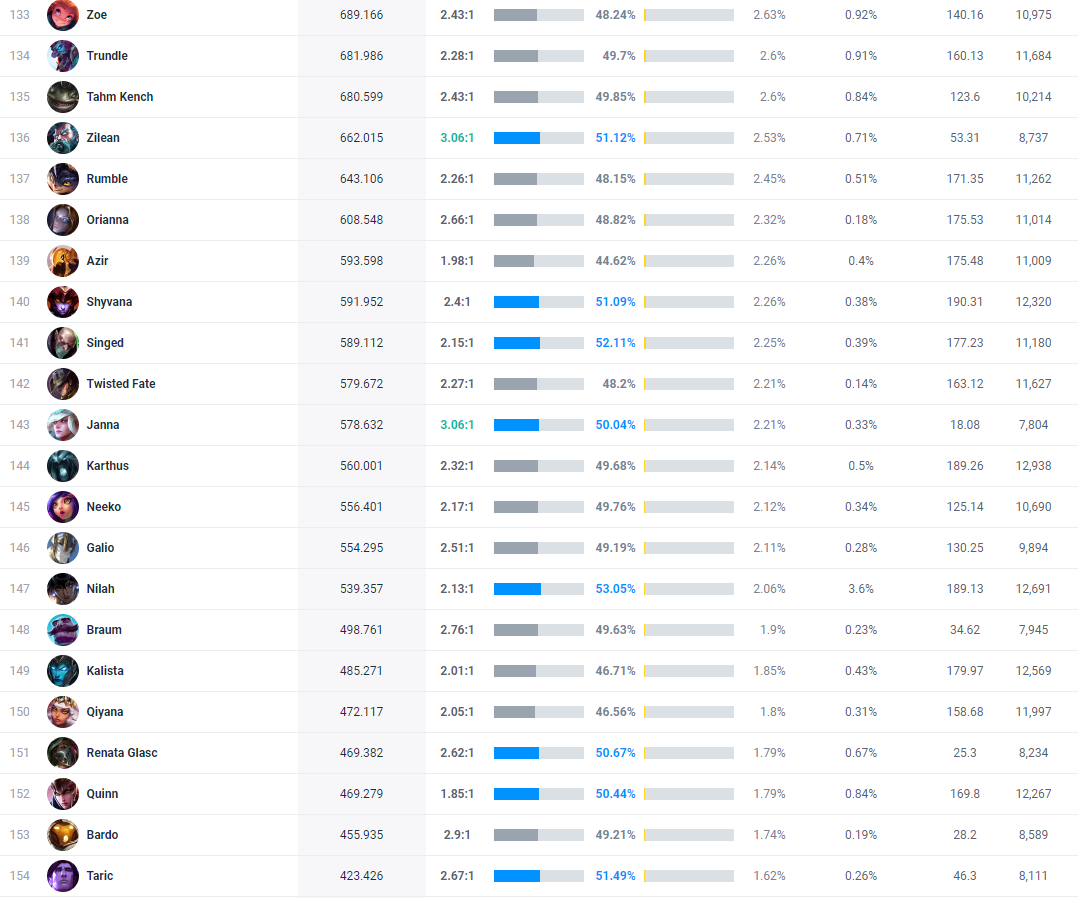 133 Zoe 689.166 2.43:1 48.24% 2.63% 0.92% 140.16 10,975
134 Trundle 681.986 2.28:1 49.7% 2.6% 0.91% 160.13 11,684
135 Tahm Kench 680.599 2.43:1 49.85% 2.6% 0.84% 123.6 10,214
136 Zilean 662.015 3.06:1 51.12% 2.53% 0.71% 53.31 8,737
137 Rumble 643.106 2.26:1 48.15% 2.45% 0.51% 171.35 11,262
138 Orianna 608.548 2.66:1 48.82% 2.32% 0.18% 175.53 11,014
139 Azir 593.598 1.98:1 44.62% 2.26% 0.4% 175.48 11,009
140 Shyvana 591.952 2.4:1 51.09% 2.26% 0.38% 190.31 12,320
141 Singed 589.112 2.15:1 52.11% 2.25% 0.39% 177.23 11,180
142 Twisted Fate 579.672 2.27:1 48.2% 2.21% 0.14% 163.12 11,627
143 Janna 578.632 3.06:1 50.04% 2.21% 0.33% 18.08 7,804
144 Karthus 560.001 2.32:1 49.68% 2.14% 0.5% 189.26 12,938
145 Neeko 556.401 2.17:1 49.76% 2.12% 0.34% 125.14 10,690
146 Galio 554.295 2.51:1 49.19% 2.11% 0.28% 130.25 9,894
147 Nilah 539.357 2.13:1 53.05% 2.06% 3.6% 189.13 12,691
148 Braum 498.761 2.76:1 49.63% 1.9% 0.23% 34.62 7,945
149 Kalista 485.271 2.01:1 46.71% 1.85% 0.43% 179.97 12,569
150 Qiyana 472.117 2.05:1 46.56% 1.8% 0.31% 158.68 11,997
151 Renata Glasc 469.382 2.62:1 50.67% 1.79% 0.67% 25.3 8,234
152 Quinn 469.279 1.85:1 50.44% 1.79% 0.84% 169.8 12,267
153 Bardo 455.935 2.9:1 49.21% 1.74% 0.19% 28.2 8,589
154 Taric 423.426 2.67:1 51.49% 1.62% 0.26% 46.3 8,111